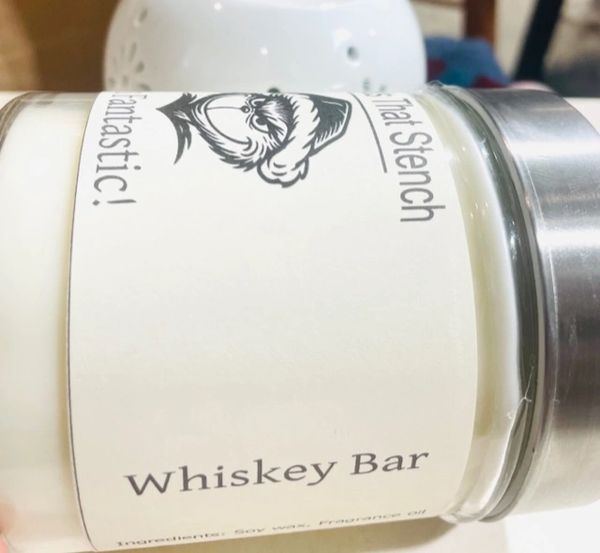 That Stench
Fantastic!
Whiskey Bar
Ingredients: Soy wax, Fragrance oil